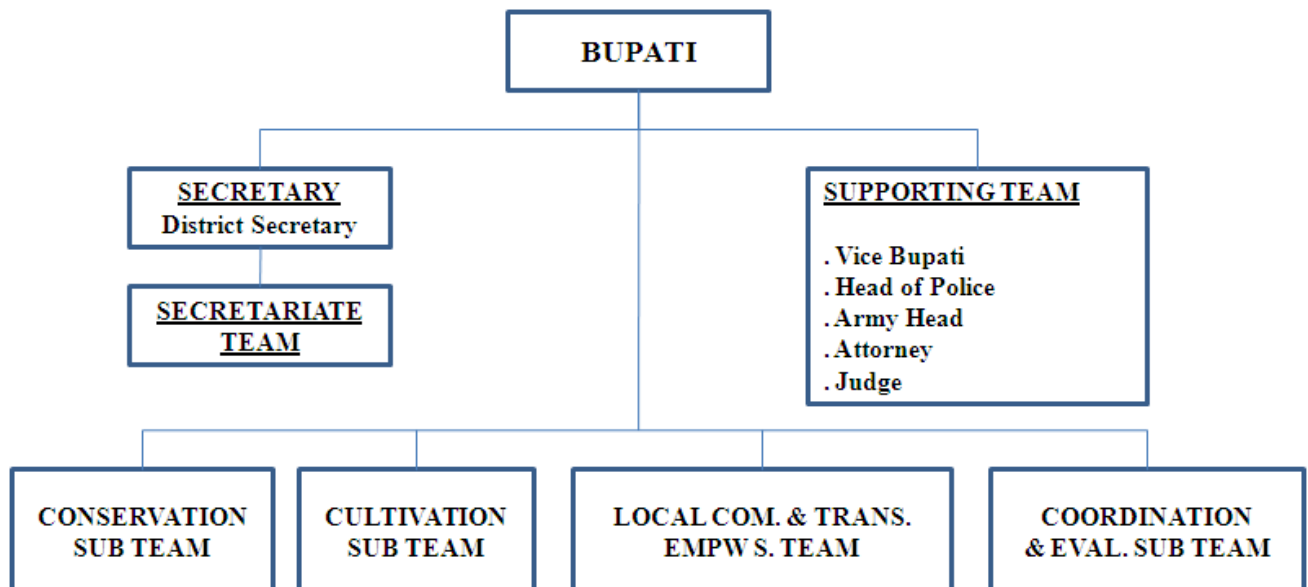 BUPATI
SECRETARY
District Secretary
SECRETARIATE
TEAM
SUPPORTING TEAM
. Vice Bupati
. Head of Police
. Army Head
. Attorney
. Judge
CONSERVATION
SUB TEAM
CULTIVATION
SUB TEAM
LOCAL COM. & TRANS.
EMPW S. TEAM
COORDINATION
& EVAL. SUB TEAM